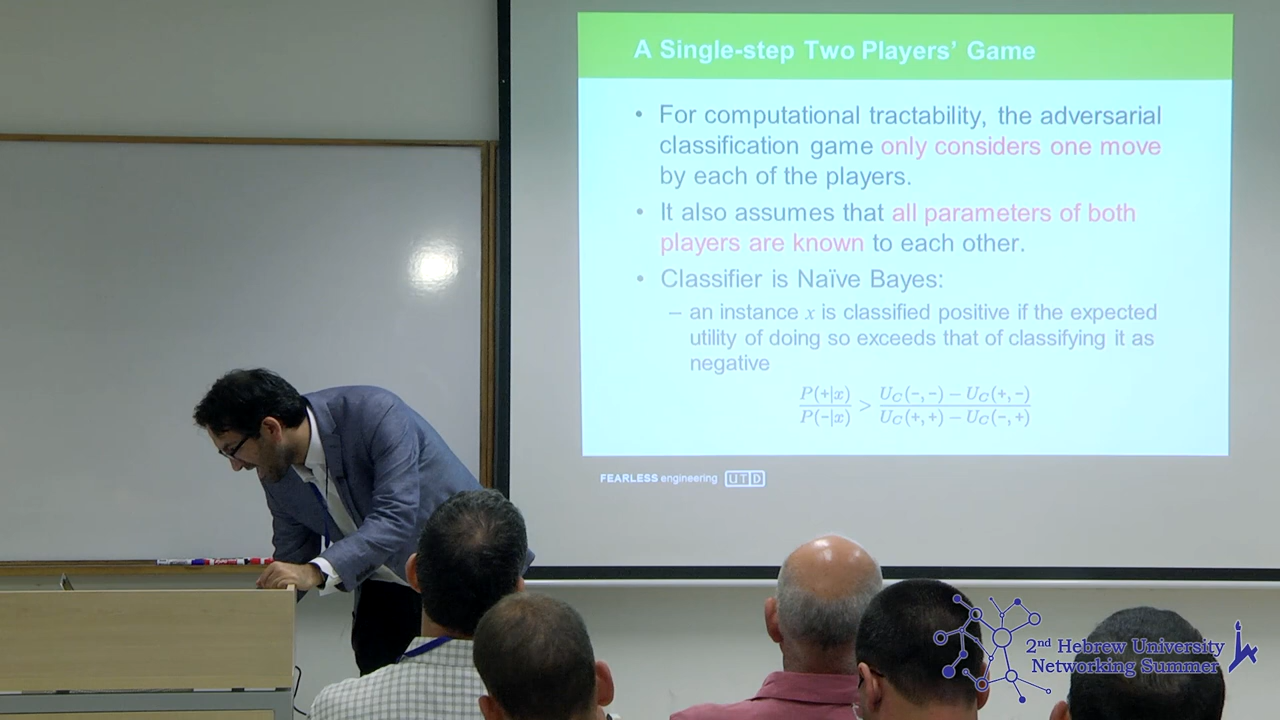 A Single-step Two Players' Game
• For computational tractability, the adversarial
classification game only considers one move
by each of the players.
• It also assumes that all parameters of both
players are known to each other.
• Classifier is Naïve Bayes:
– an instance x is classified positive if the expected
utility of doing so exceeds that of classifying it as
negative
P(+|x) / P(−|x) > U_C(−,−) − U_C(+,−) / U_C(+,+) − U_C(−,+)
FEARLESS engineering UTD
2nd Hebrew University
Networking Summer